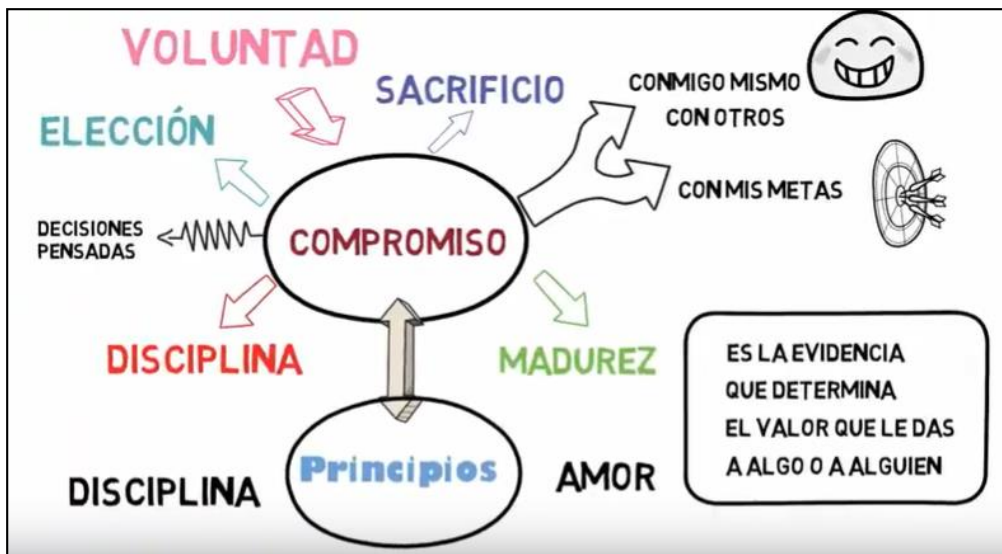 VOLUNTAD
SACRIFICIO
CONMIGO MISMO
CON OTROS
ELECCIÓN
CON MIS METAS
DECISIONES
PENSADAS
COMPROMISO
DISCIPLINA
MADUREZ
ES LA EVIDENCIA
QUE DETERMINA
EL VALOR QUE LE DAS
A ALGO O A ALGUIEN
Principios
DISCIPLINA
AMOR